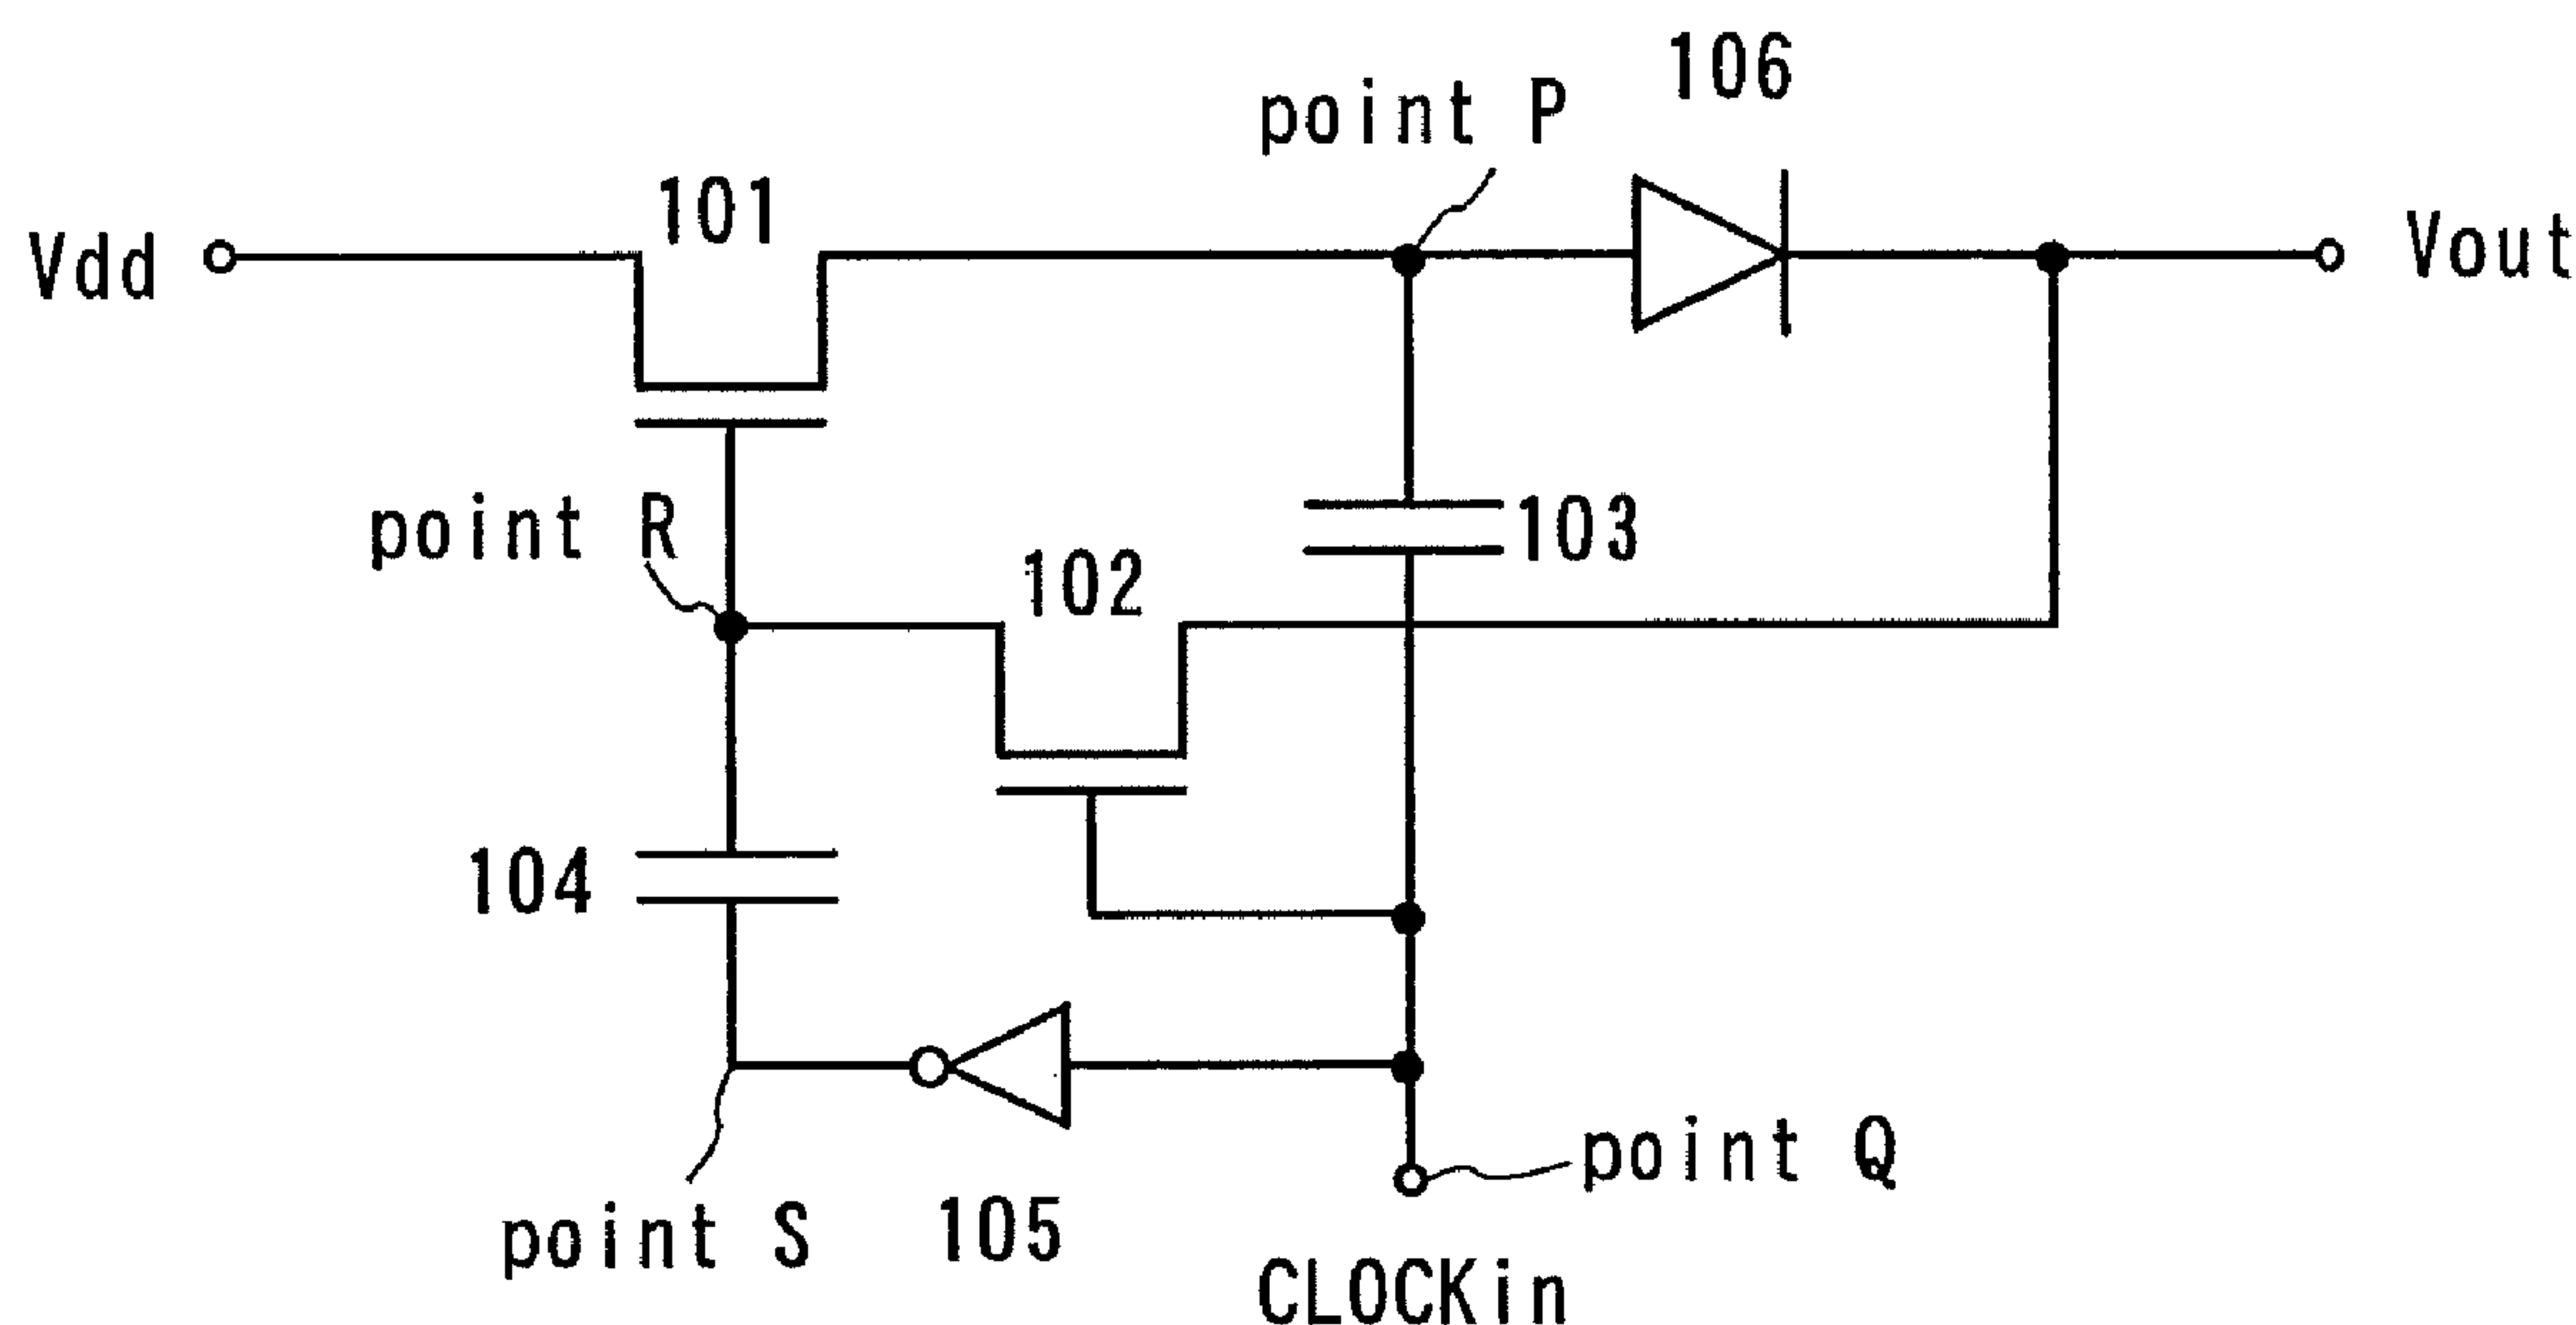 106
point P
101
Vdd
Vout
point R
103
102
104
point Q
point S
105
CLOCKin